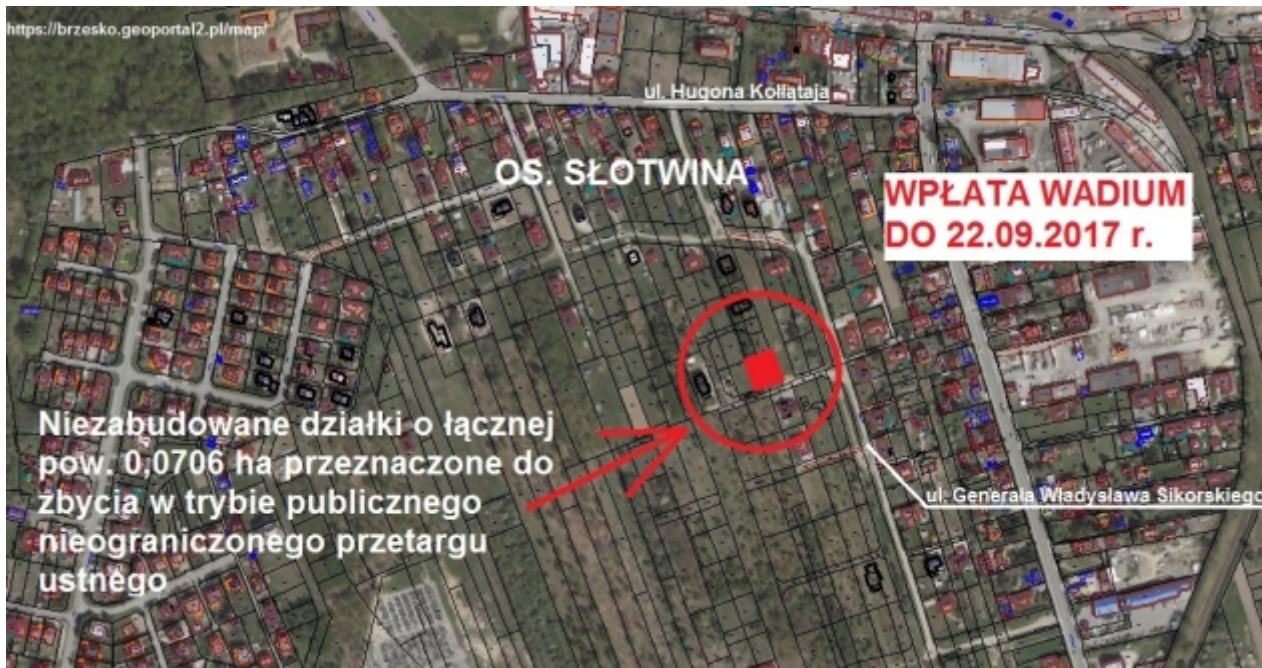 https://brzesko.geoportal2.pl/map/
ul. Hugona Kołłątaja
OS. SŁOTWINA
WPŁATA WADIUM
DO 22.09.2017 r.
Niezabudowane działki o łącznej
pow. 0,0706 ha przeznaczone do
zbycia w trybie publicznego
nieograniczonego przetargu
ustnego
ul. Generała Władysława Sikorskiego